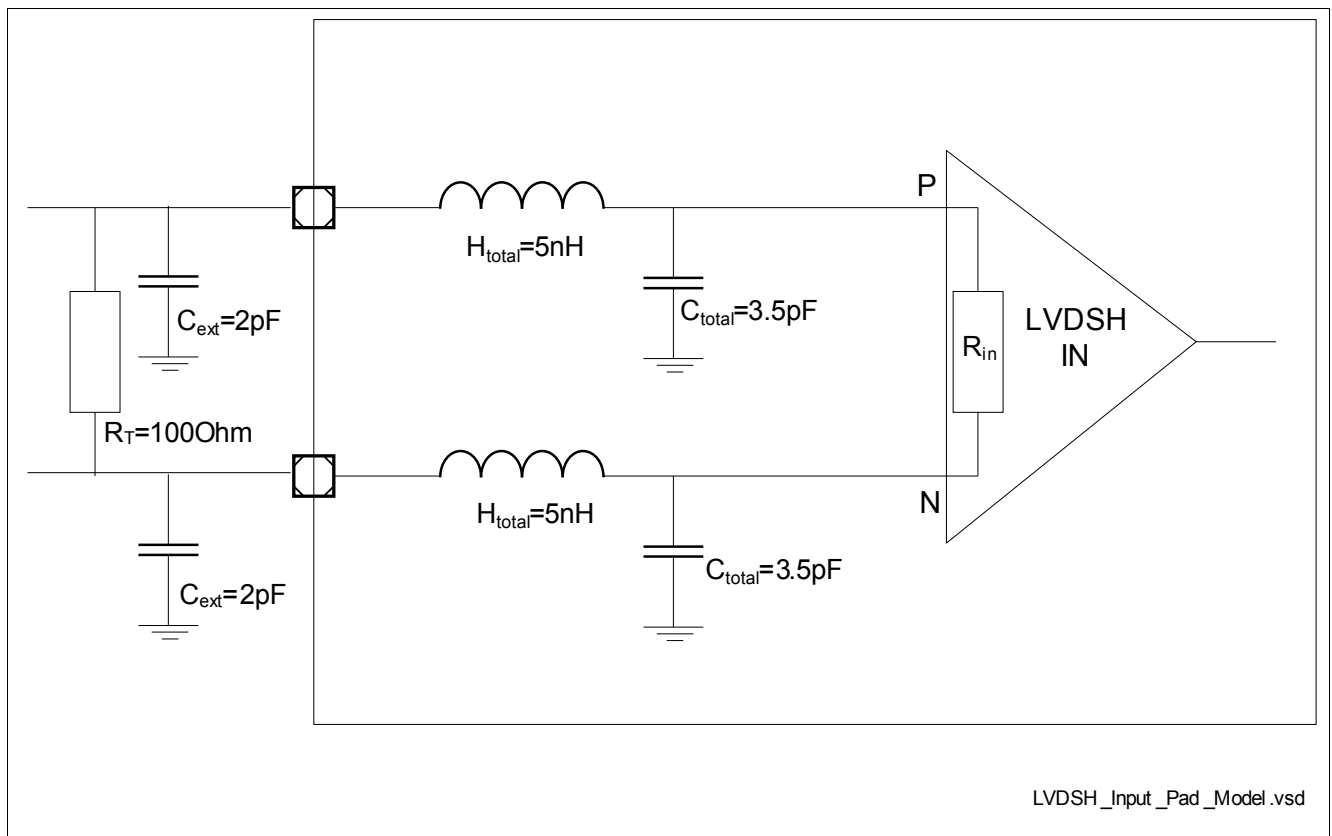 P
H_total=5nH
C_ext=2pF
C_total=3.5pF
LVDSH
IN
R_in
R_T=100Ohm
N
H_total=5nH
C_total=3.5pF
C_ext=2pF
LVDSH_Input_Pad_Model.vsd